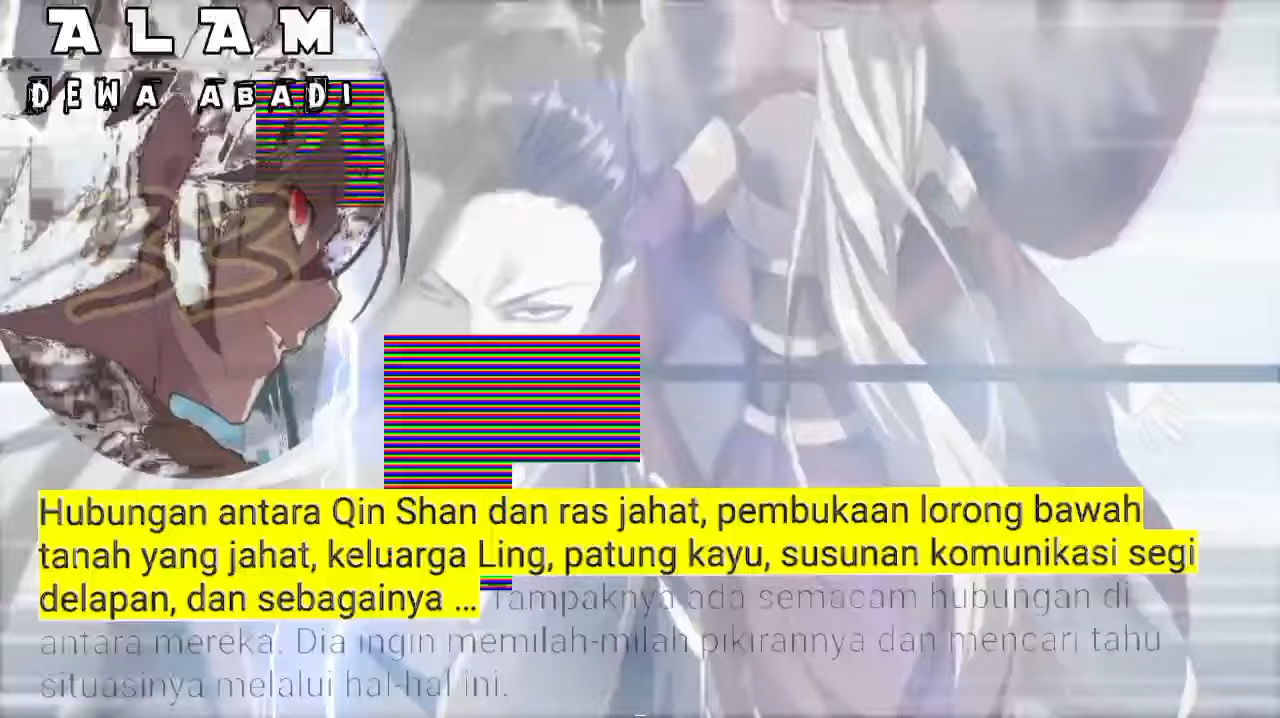 ALAM
DEWA ABADI
Hubungan antara Qin Shan dan ras jahat, pembukaan lorong bawah
tanah yang jahat, keluarga Ling, patung kayu, susunan komunikasi segi
delapan, dan sebagainya ... Tampaknya ada semacam hubungan di
antara mereka. Dia ingin memilah-milah pikirannya dan mencari tahu
situasinya melalui hal-hal ini.